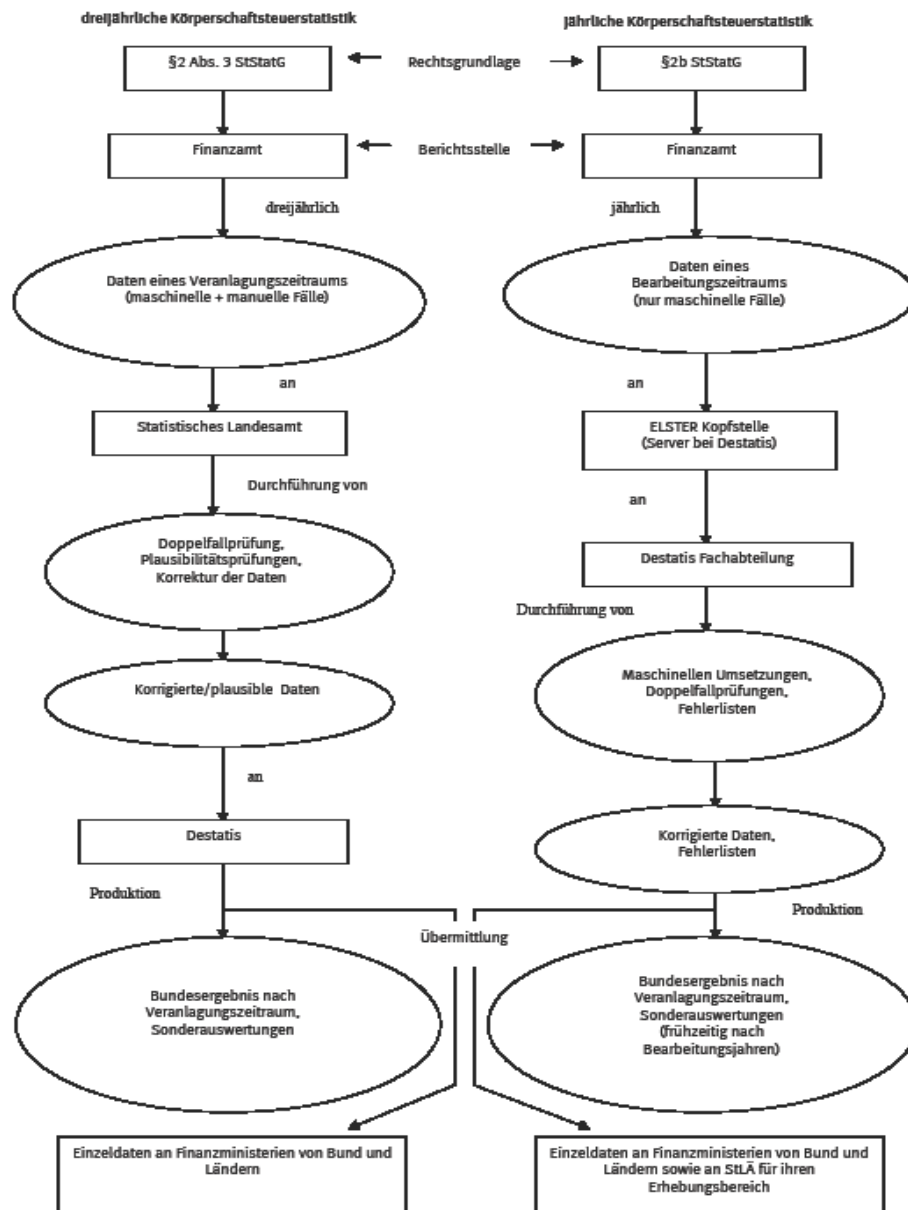 dreijährliche Körperschaftsteuerstatistik
jährliche Körperschaftsteuerstatistik
§2 Abs. 3 StStatG
Rechtsgrundlage
§2b StStatG
Finanzamt
Berichtsstelle
Finanzamt
dreijährlich
jährlich
Daten eines Veranlagungszeitraums
(maschinelle + manuelle Fälle)
Daten eines
Bearbeitungszeitraums
(nur maschinelle Fälle)
an
an
Statistisches Landesamt
ELSTER Kopfstelle
(Server bei Destatis)
Durchführung von
an
Doppelfallprüfung,
Plausibilitätsprüfungen,
Korrektur der Daten
Destatis Fachabteilung
Durchführung von
Korrigierte/plausible Daten
Maschinellen Umsetzungen,
Doppelfallprüfungen,
Fehlerlisten
an
Destatis
Korrigierte Daten,
Fehlerlisten
Produktion
Produktion
Übermittlung
Bundesergebnis nach
Veranlagungszeitraum,
Sonderauswertungen
Bundesergebnis nach
Veranlagungszeitraum,
Sonderauswertungen
(frühzeitig nach
Bearbeitungsjahren)
Einzeldaten an Finanzministerien von Bund und
Ländern
Einzeldaten an Finanzministerien von Bund und
Ländern sowie an StLÄ für ihren
Erhebungsbereich